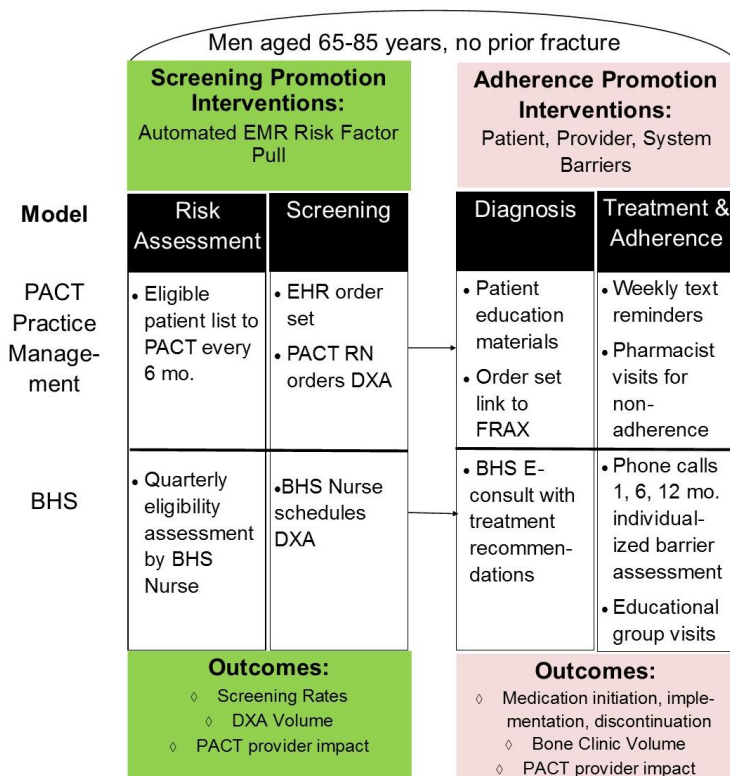 Men aged 65-85 years, no prior fracture
Screening Promotion
Interventions:
Automated EMR Risk Factor
Pull
Adherence Promotion
Interventions:
Patient, Provider, System
Barriers
Model
Risk
Assessment
Screening
Diagnosis
Treatment &
Adherence
PACT
Practice
Manage-
ment
• Eligible
patient list to
PACT every
6 mo.
• EHR order
set
• PACT RN
orders DXA
• Patient
education
materials
• Order set
link to
FRAX
• Weekly text
reminders
• Pharmacist
visits for
non-
adherence
BHS
• Quarterly
eligibility
assessment
by BHS
Nurse
•BHS Nurse
schedules
DXA
• BHS E-
consult with
treatment
recommen-
dations
• Phone calls
1, 6, 12 mo.
individual-
ized barrier
assessment
• Educational
group visits
Outcomes:
◊ Screening Rates
◊ DXA Volume
◊ PACT provider impact
Outcomes:
◊ Medication initiation, imple-
mentation, discontinuation
◊ Bone Clinic Volume
◊ PACT provider impact